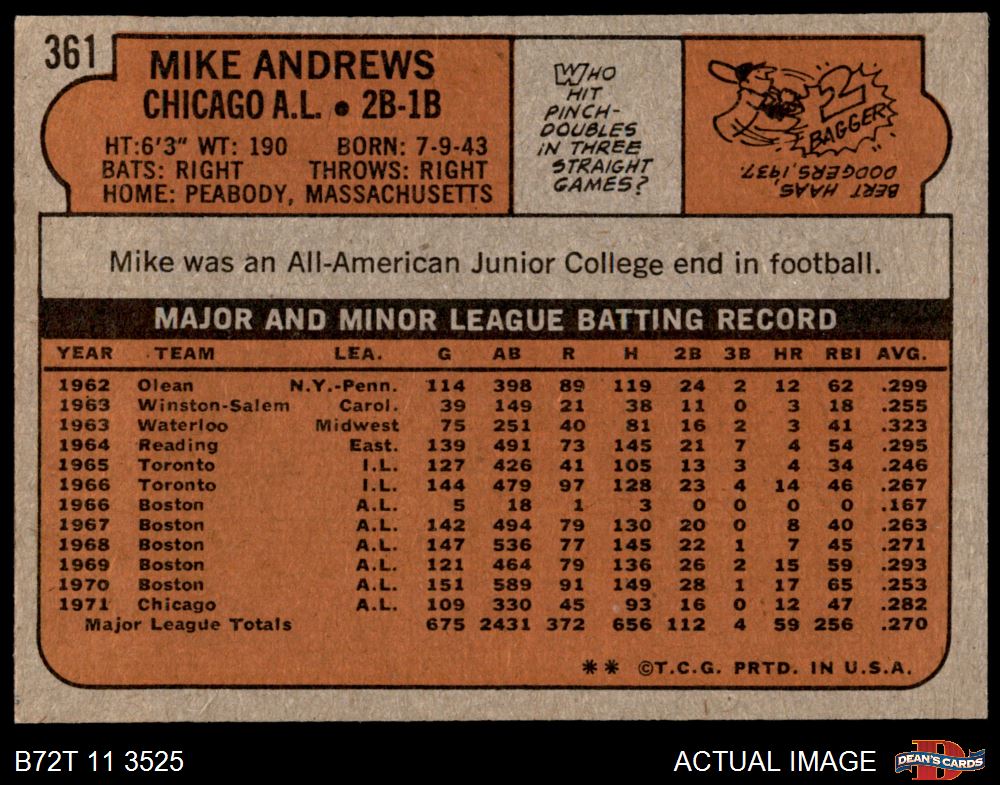 361
MIKE ANDREWS
CHICAGO A.L. • 2B-1B
HT: 6'3" WT: 190 BORN: 7-9-43
BATS: RIGHT THROWS: RIGHT
HOME: PEABODY, MASSACHUSETTS
WHO
HIT
PINCH-
DOUBLES
IN THREE
STRAIGHT
GAMES?
2
BAGGER
BERT HAAS,
DODGERS, 1937.
Mike was an All-American Junior College end in football.
MAJOR AND MINOR LEAGUE BATTING RECORD
YEAR TEAM LEA. G AB R H 2B 3B HR RBI AVG.
1962 Olean N.Y.-Penn. 114 398 89 119 24 2 12 62 .299
1963 Winston-Salem Carol. 39 149 21 38 11 0 3 18 .255
1963 Waterloo Midwest 75 251 40 81 16 2 3 41 .323
1964 Reading East. 139 491 73 145 21 7 4 54 .295
1965 Toronto I.L. 127 426 41 105 13 3 4 34 .246
1966 Toronto I.L. 144 479 97 128 23 4 14 46 .267
1966 Boston A.L. 5 18 1 3 0 0 0 0 .167
1967 Boston A.L. 142 494 79 130 20 0 8 40 .263
1968 Boston A.L. 147 536 77 145 22 1 7 45 .271
1969 Boston A.L. 121 464 79 136 26 2 15 59 .293
1970 Boston A.L. 151 589 91 149 28 1 17 65 .253
1971 Chicago A.L. 109 330 45 93 16 0 12 47 .282
Major League Totals 675 2431 372 656 112 4 59 256 .270
** ©T.C.G. PRTD. IN U.S.A.
B72T 11 3525
ACTUAL IMAGE
D
DEAN'S CARDS